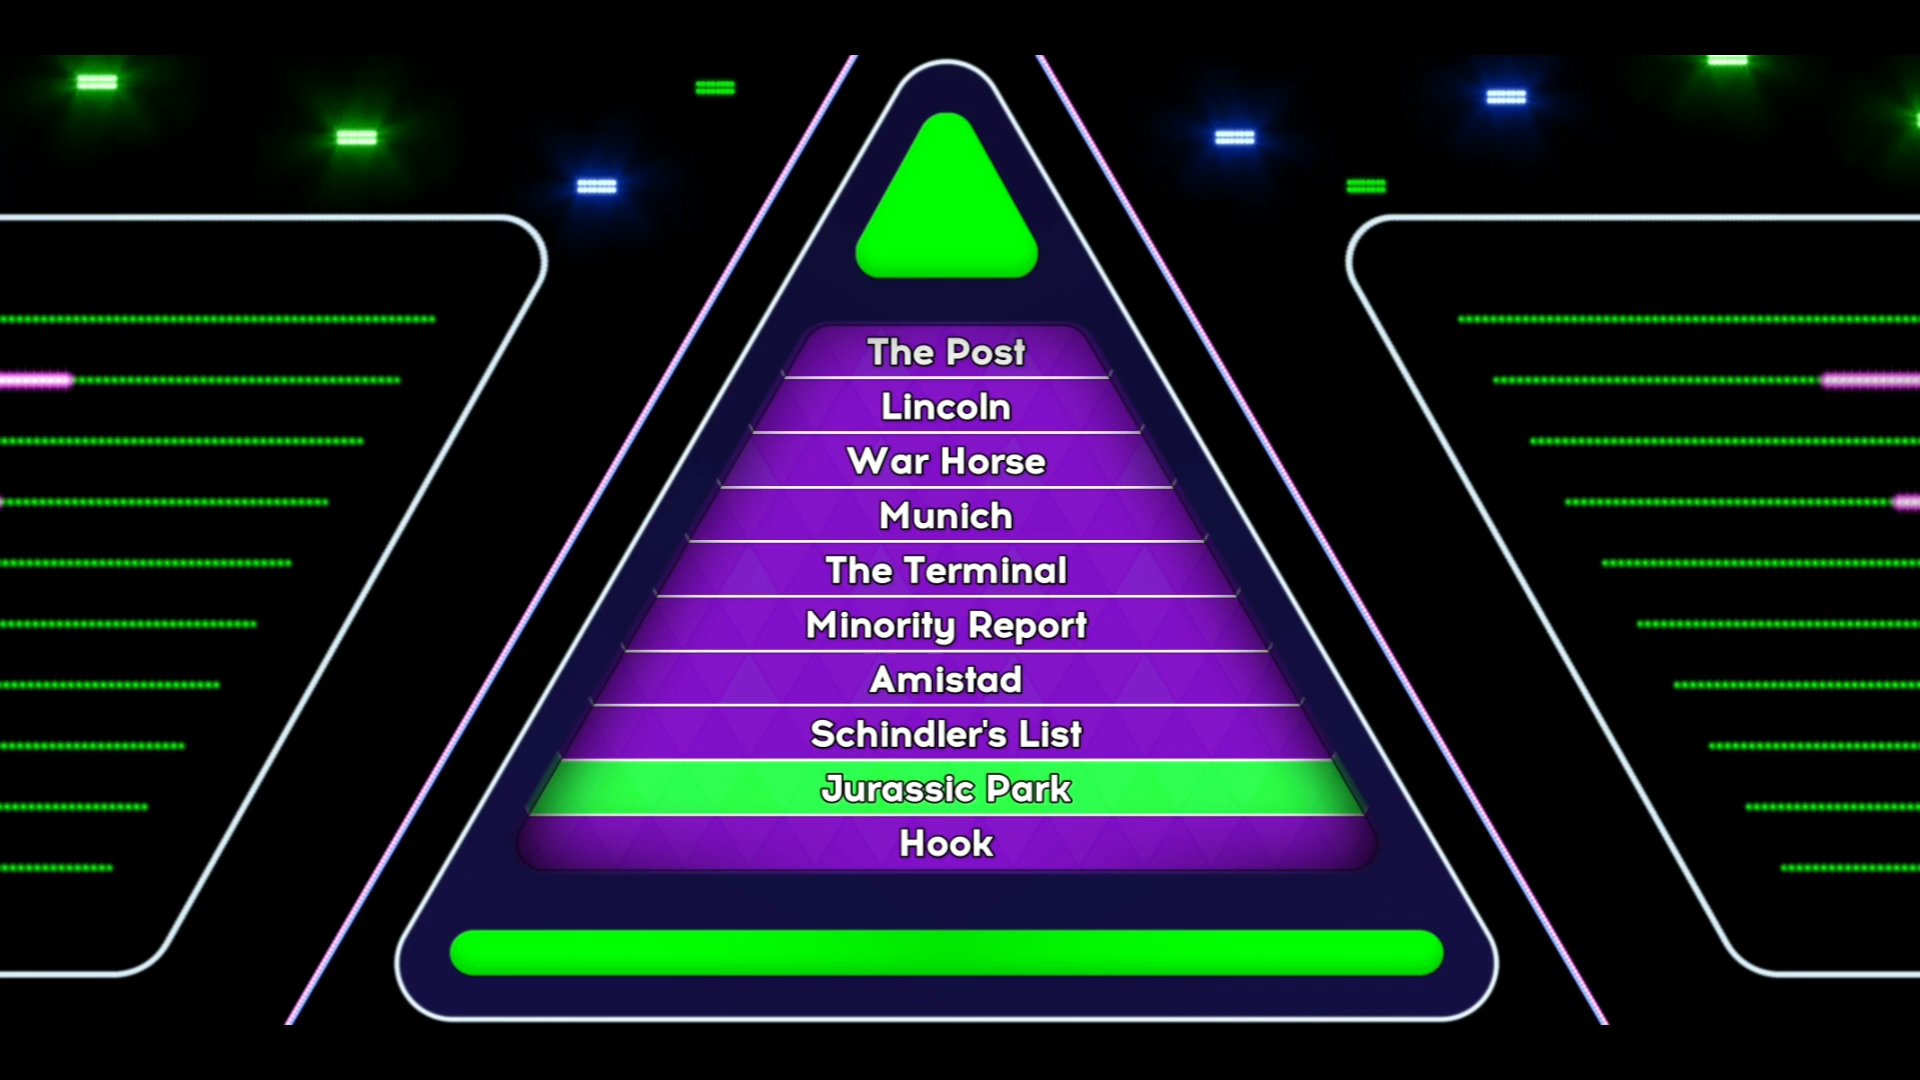 The Post
Lincoln
War Horse
Munich
The Terminal
Minority Report
Amistad
Schindler's List
Jurassic Park
Hook